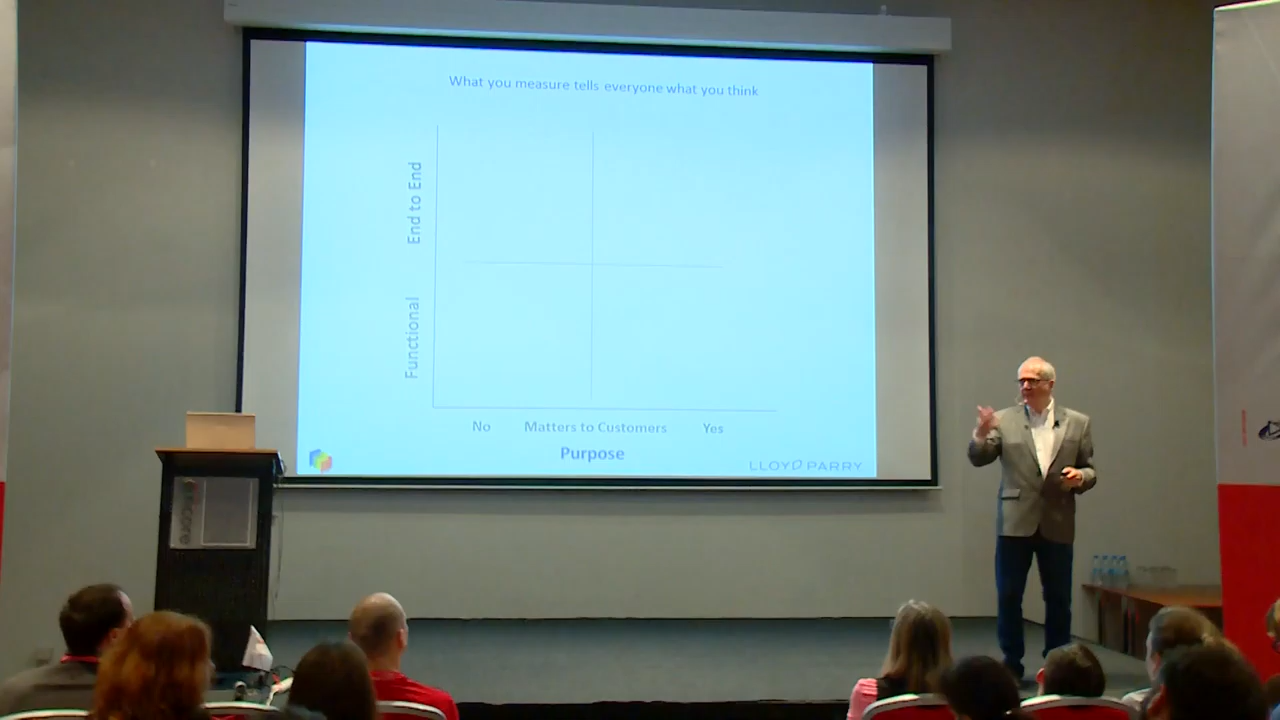 What you measure tells everyone what you think
End to End
Functional
No Matters to Customers Yes
Purpose
LLOYD PARRY
encore